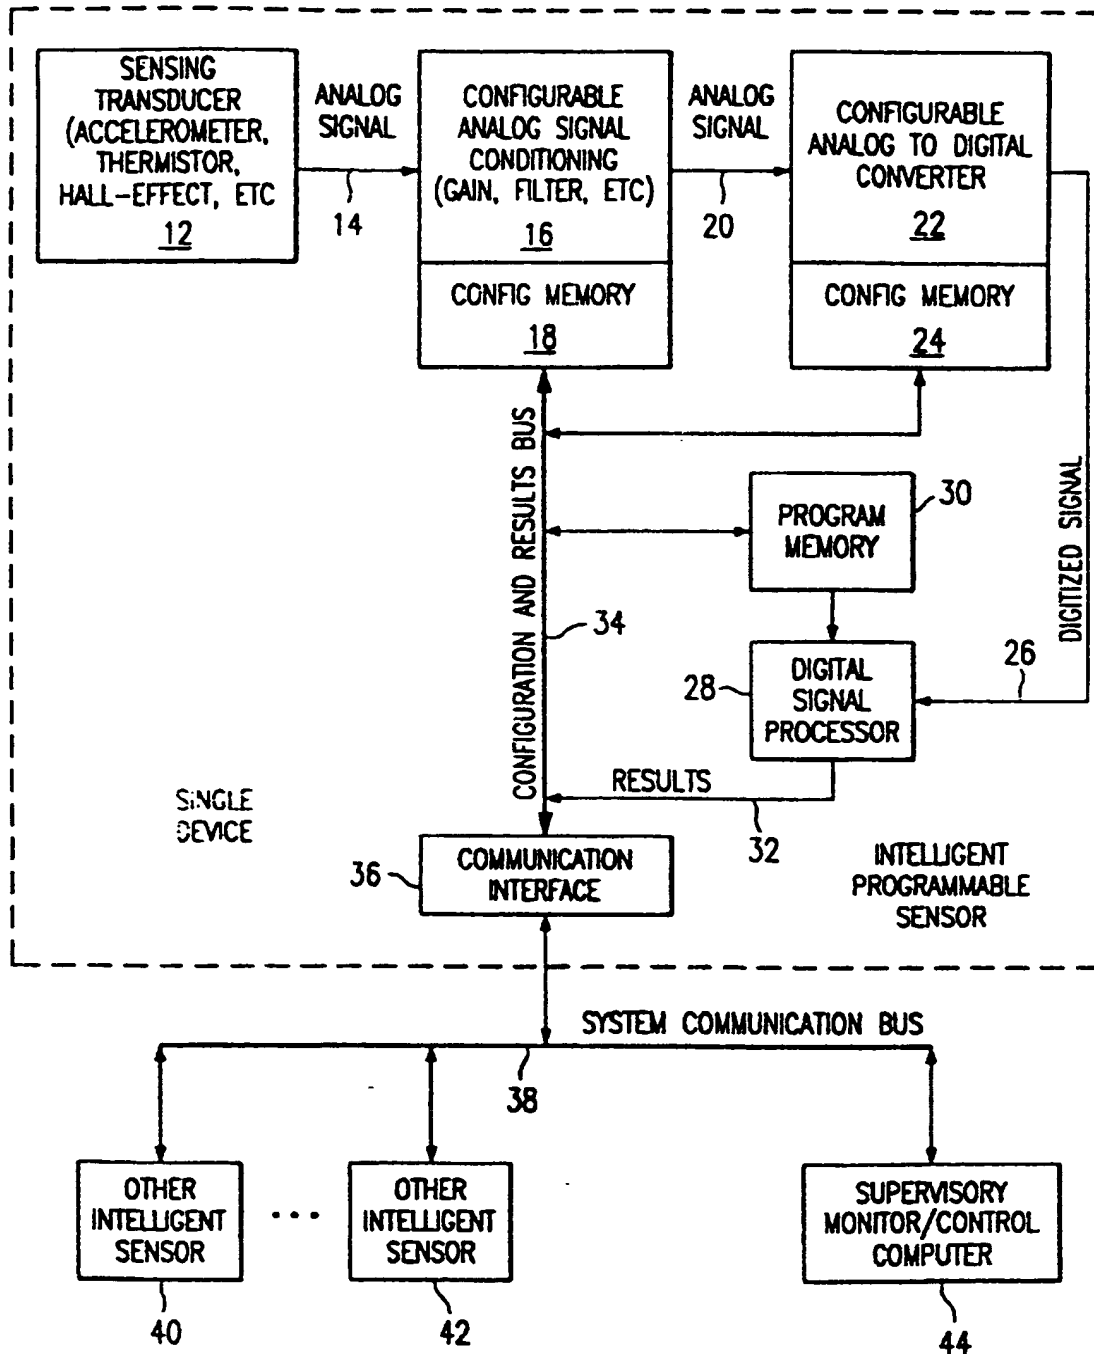 SENSING
TRANSDUCER
(ACCELEROMETER,
THERMISTOR,
HALL-EFFECT, ETC
12
ANALOG
SIGNAL
14
CONFIGURABLE
ANALOG SIGNAL
CONDITIONING
(GAIN, FILTER, ETC)
16
CONFIG MEMORY
18
ANALOG
SIGNAL
20
CONFIGURABLE
ANALOG TO DIGITAL
CONVERTER
22
CONFIG MEMORY
24
CONFIGURATION AND RESULTS BUS
34
PROGRAM
MEMORY
30
DIGITIZED SIGNAL
26
DIGITAL
SIGNAL
PROCESSOR
28
RESULTS
32
SINGLE
DEVICE
COMMUNICATION
INTERFACE
36
INTELLIGENT
PROGRAMMABLE
SENSOR
SYSTEM COMMUNICATION BUS
38
OTHER
INTELLIGENT
SENSOR
40
OTHER
INTELLIGENT
SENSOR
42
SUPERVISORY
MONITOR/CONTROL
COMPUTER
44